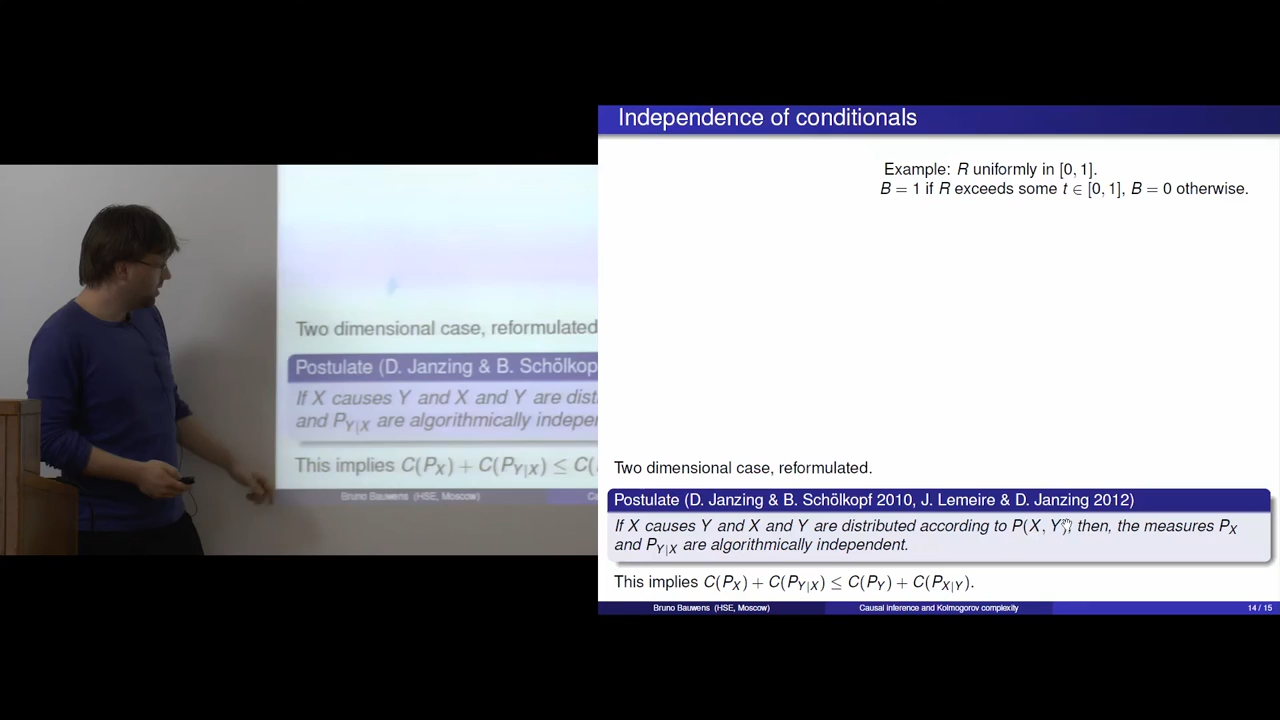 Independence of conditionals
Example: R uniformly in [0, 1].
B = 1 if R exceeds some t ∈ [0, 1], B = 0 otherwise.
Two dimensional case, reformulated.
Postulate (D. Janzing & B. Schölkopf 2010, J. Lemeire & D. Janzing 2012)
If X causes Y and X and Y are distributed according to P(X, Y), then, the measures P_X
and P_{Y|X} are algorithmically independent.
This implies C(P_X) + C(P_{Y|X}) ≤ C(P_Y) + C(P_{X|Y}).
Bruno Bauwens (HSE, Moscow) Causal inference and Kolmogorov complexity 14 / 15
Two dimensional case, reformulated
Postulate (D. Janzing & B. Schölkopf
If X causes Y and X and Y are dist
and P_{Y|X} are algorithmically indeper
This implies C(P_X) + C(P_{Y|X}) ≤ C(
Bruno Bauwens (HSE, Moscow) Ca